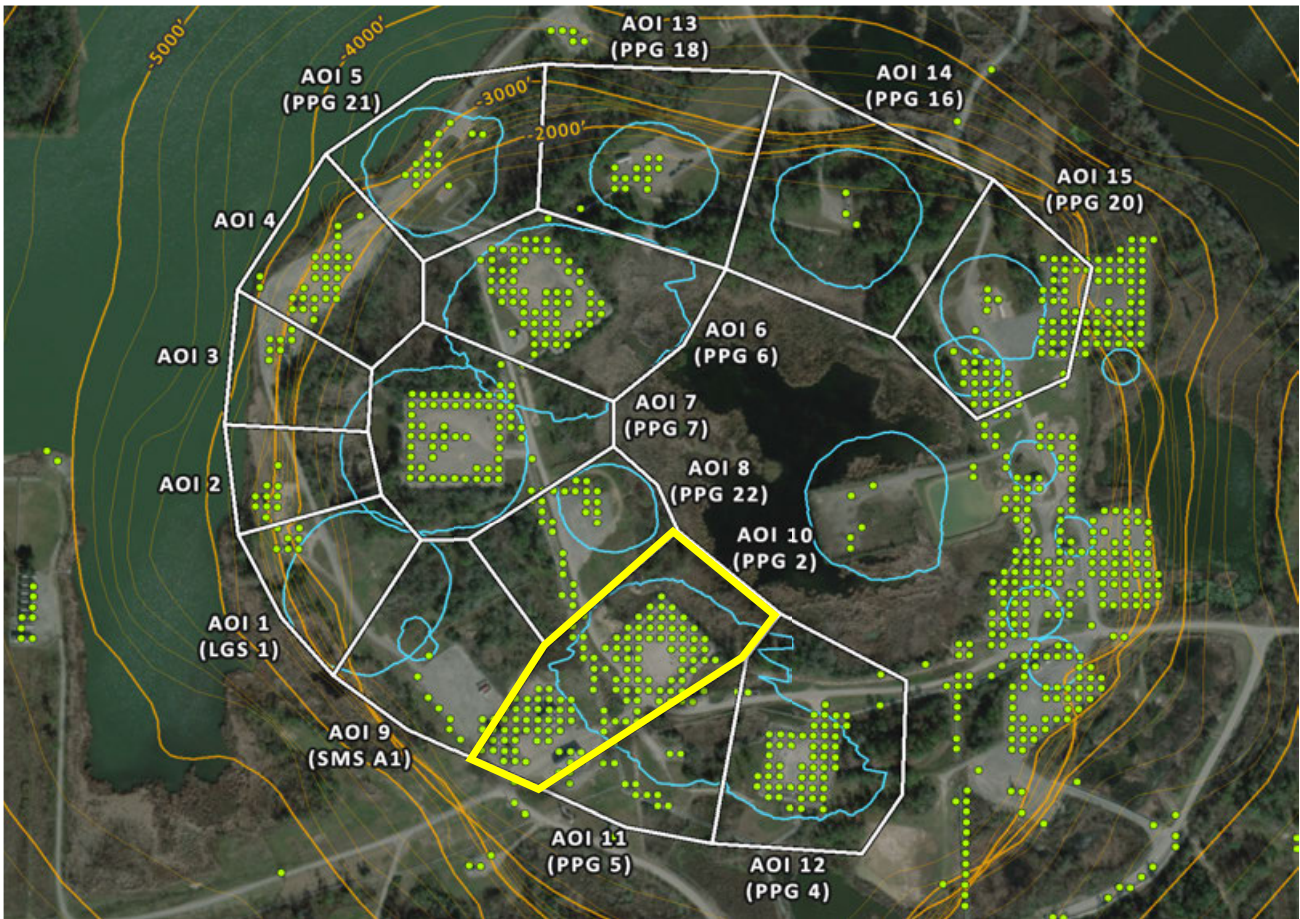 -5000'
-4000'
-3000'
-2000'
AOI 13
(PPG 18)
AOI 5
(PPG 21)
AOI 14
(PPG 16)
AOI 15
(PPG 20)
AOI 4
AOI 3
AOI 6
(PPG 6)
AOI 7
(PPG 7)
AOI 2
AOI 8
(PPG 22)
AOI 10
(PPG 2)
AOI 1
(LGS 1)
AOI 9
(SMS A1)
AOI 11
(PPG 5)
AOI 12
(PPG 4)